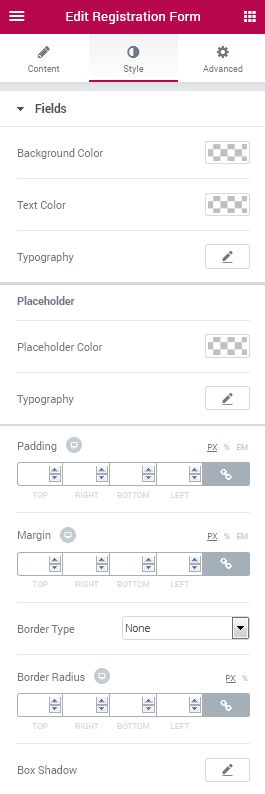 Edit Registration Form
Content Style Advanced
Fields
Background Color
Text Color
Typography
Placeholder
Placeholder Color
Typography
Padding PX % EM
TOP RIGHT BOTTOM LEFT
Margin PX % EM
TOP RIGHT BOTTOM LEFT
Border Type None
Border Radius PX %
TOP RIGHT BOTTOM LEFT
Box Shadow